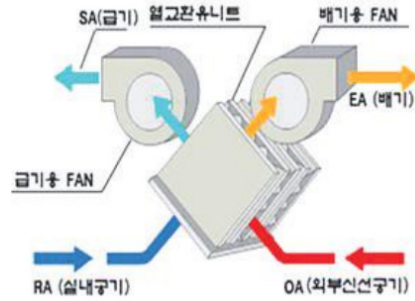 SA(급기)
열교환유니트
배기용 FAN
EA (배기)
급기용 FAN
RA (실내공기)
OA(외부신선공기)